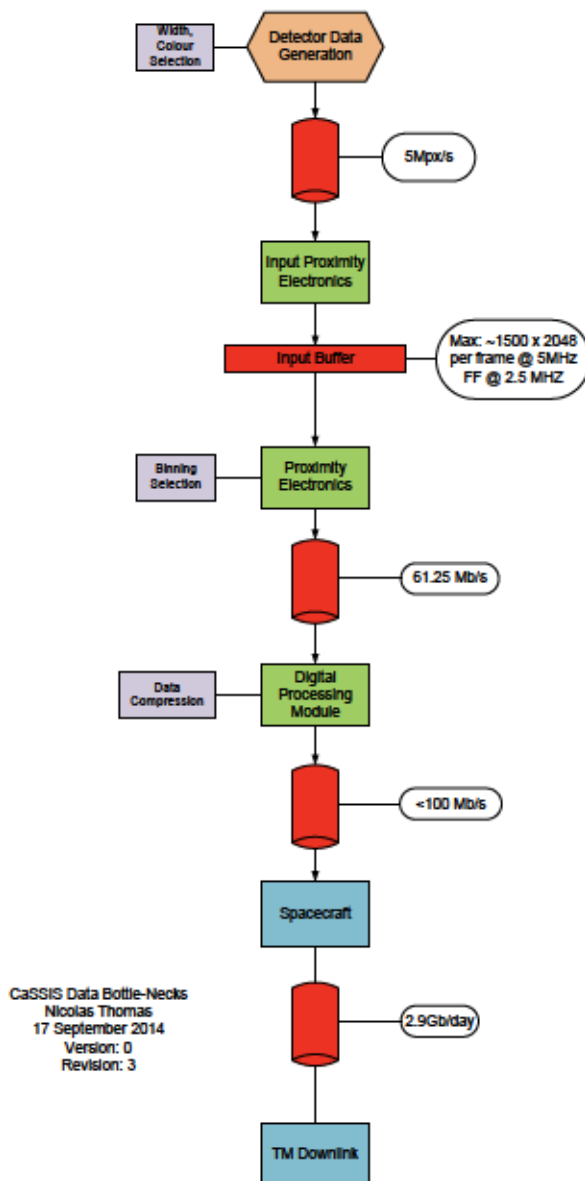 Width,
Colour
Selection
Detector Data
Generation
5Mpx/s
Input Proximity
Electronics
Input Buffer
Max: ~1500 x 2048
per frame @ 5MHz
FF @ 2.5 MHZ
Binning
Selection
Proximity
Electronics
61.25 Mb/s
Data
Compression
Digital
Processing
Module
<100 Mb/s
Spacecraft
CaSSIS Data Bottle-Necks
Nicolas Thomas
17 September 2014
Version: 0
Revision: 3
2.9Gb/day
TM Downlink